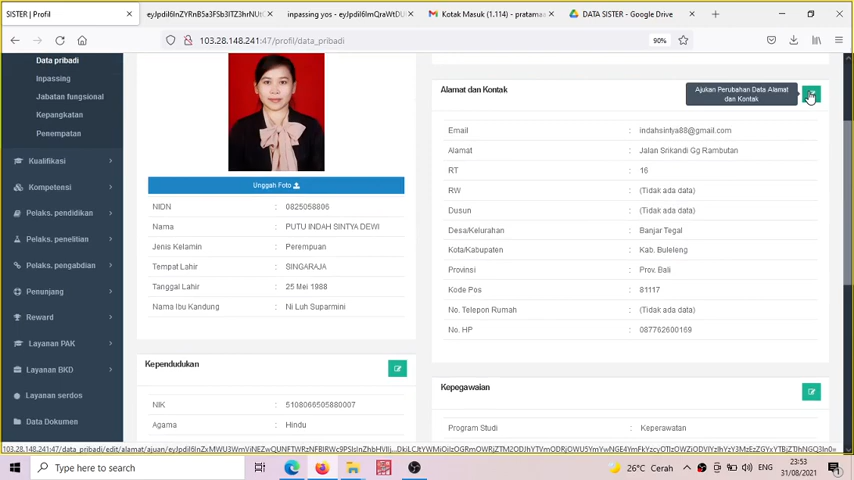 SISTER | Profil
eyJpdiI6InZYRnB5a3FSb3lTZ3hrNUt
inpassing yos - eyJpdiI6ImQraW
Kotak Masuk (1.114) - pratama
DATA SISTER - Google Drive
103.28.148.241:47/profil/data_pribadi
90%
Data pribadi
Inpassing
Jabatan fungsional
Kepangkatan
Penempatan
Kualifikasi
Kompetensi
Pelaks. pendidikan
Pelaks. penelitian
Pelaks. pengabdian
Penunjang
Reward
Layanan PAK
Layanan BKD
Layanan serdos
Data Dokumen
Unggah Foto
NIDN : 0825058806
Nama : PUTU INDAH SINTYA DEWI
Jenis Kelamin : Perempuan
Tempat Lahir : SINGARAJA
Tanggal Lahir : 25 Mei 1988
Nama Ibu Kandung : Ni Luh Suparmini
Kependudukan
NIK : 5108066505880007
Agama : Hindu
Alamat dan Kontak
Ajukan Perubahan Data Alamat
dan Kontak
Email : indahsintya88@gmail.com
Alamat : Jalan Srikandi Gg Rambutan
RT : 16
RW : (Tidak ada data)
Dusun : (Tidak ada data)
Desa/Kelurahan : Banjar Tegal
Kota/Kabupaten : Kab. Buleleng
Provinsi : Prov. Bali
Kode Pos : 81117
No. Telepon Rumah : (Tidak ada data)
No. HP : 087762600169
Kepegawaian
Program Studi : Keperawatan
Type here to search
26°C Cerah
ENG
23:53
31/08/2021